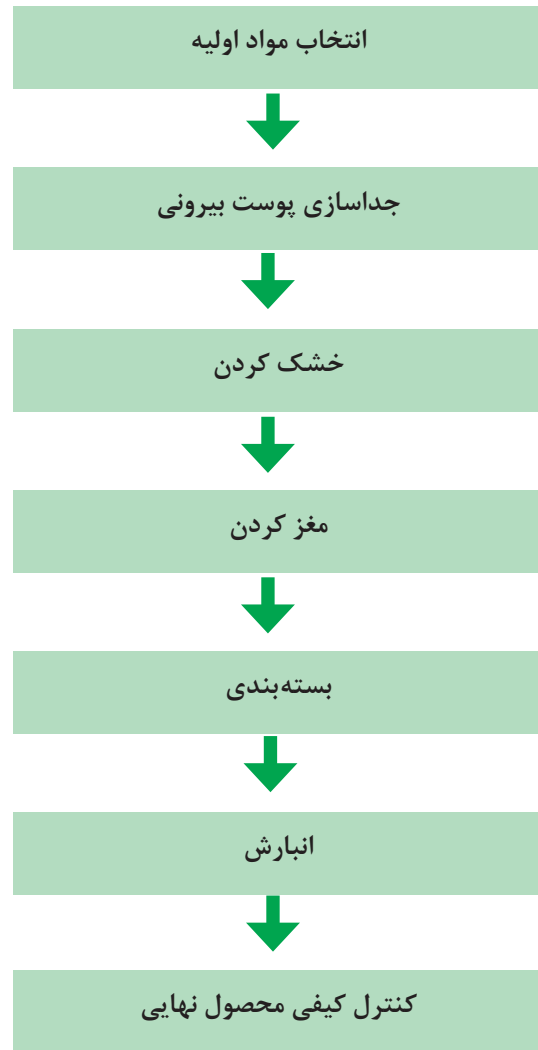 انتخاب مواد اولیه
جداسازی پوست بیرونی
خشک کردن
مغز کردن
بسته‌بندی
انبارش
کنترل کیفی محصول نهایی